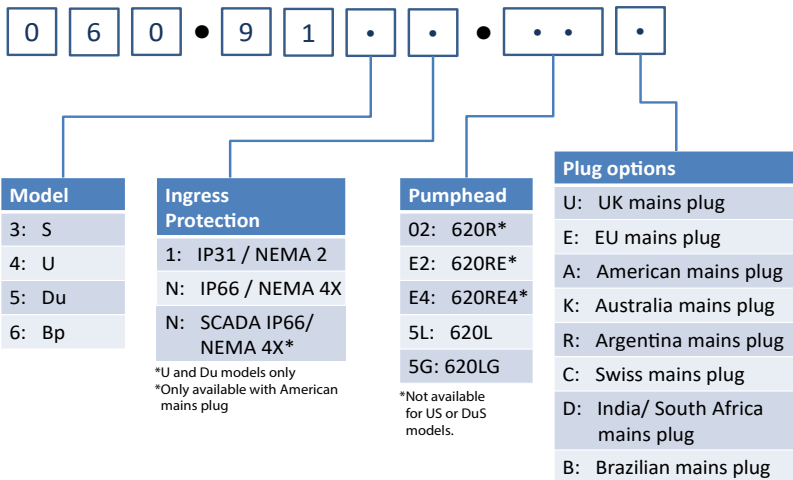 0 6 0 • 9 1 • • • • • •
Model
3: S
4: U
5: Du
6: Bp
Ingress
Protection
1: IP31 / NEMA 2
N: IP66 / NEMA 4X
N: SCADA IP66/
NEMA 4X*
*U and Du models only
*Only available with American
mains plug
Pumphead
02: 620R*
E2: 620RE*
E4: 620RE4*
5L: 620L
5G: 620LG
*Not available
for US or DuS
models.
Plug options
U: UK mains plug
E: EU mains plug
A: American mains plug
K: Australia mains plug
R: Argentina mains plug
C: Swiss mains plug
D: India/ South Africa
mains plug
B: Brazilian mains plug